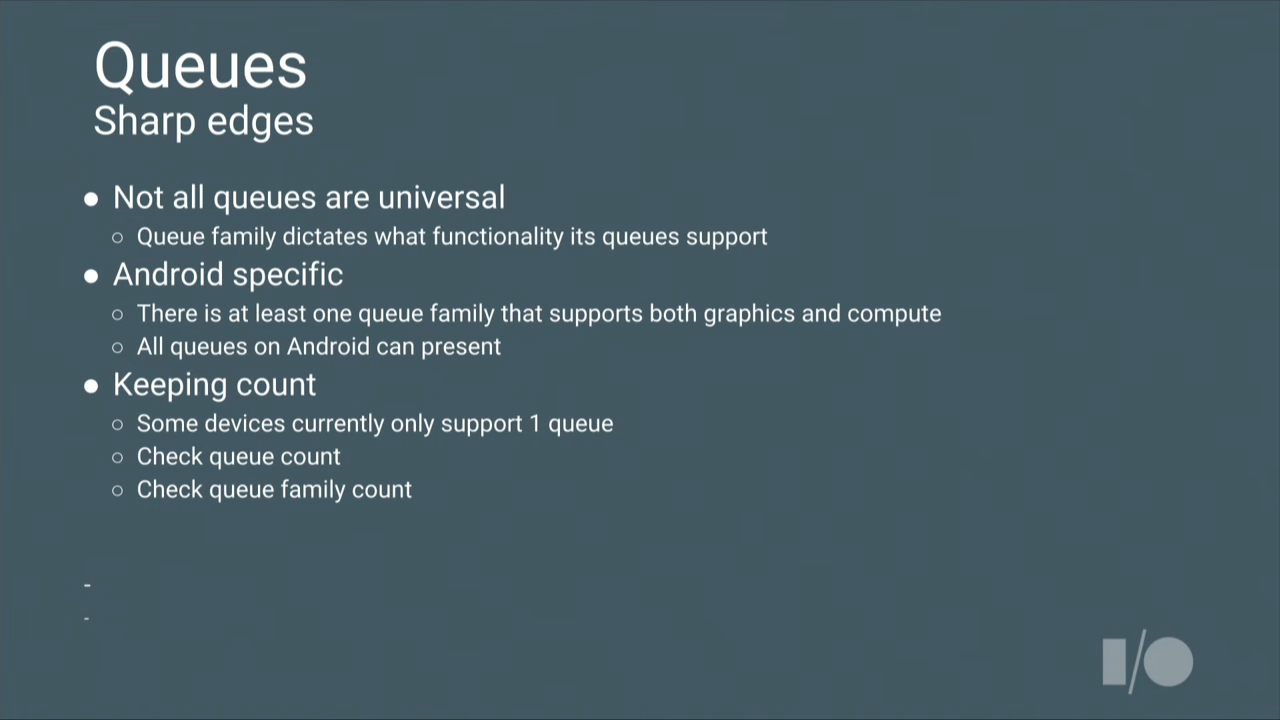 Queues
Sharp edges
● Not all queues are universal
○ Queue family dictates what functionality its queues support
● Android specific
○ There is at least one queue family that supports both graphics and compute
○ All queues on Android can present
● Keeping count
○ Some devices currently only support 1 queue
○ Check queue count
○ Check queue family count
-
-
I/O